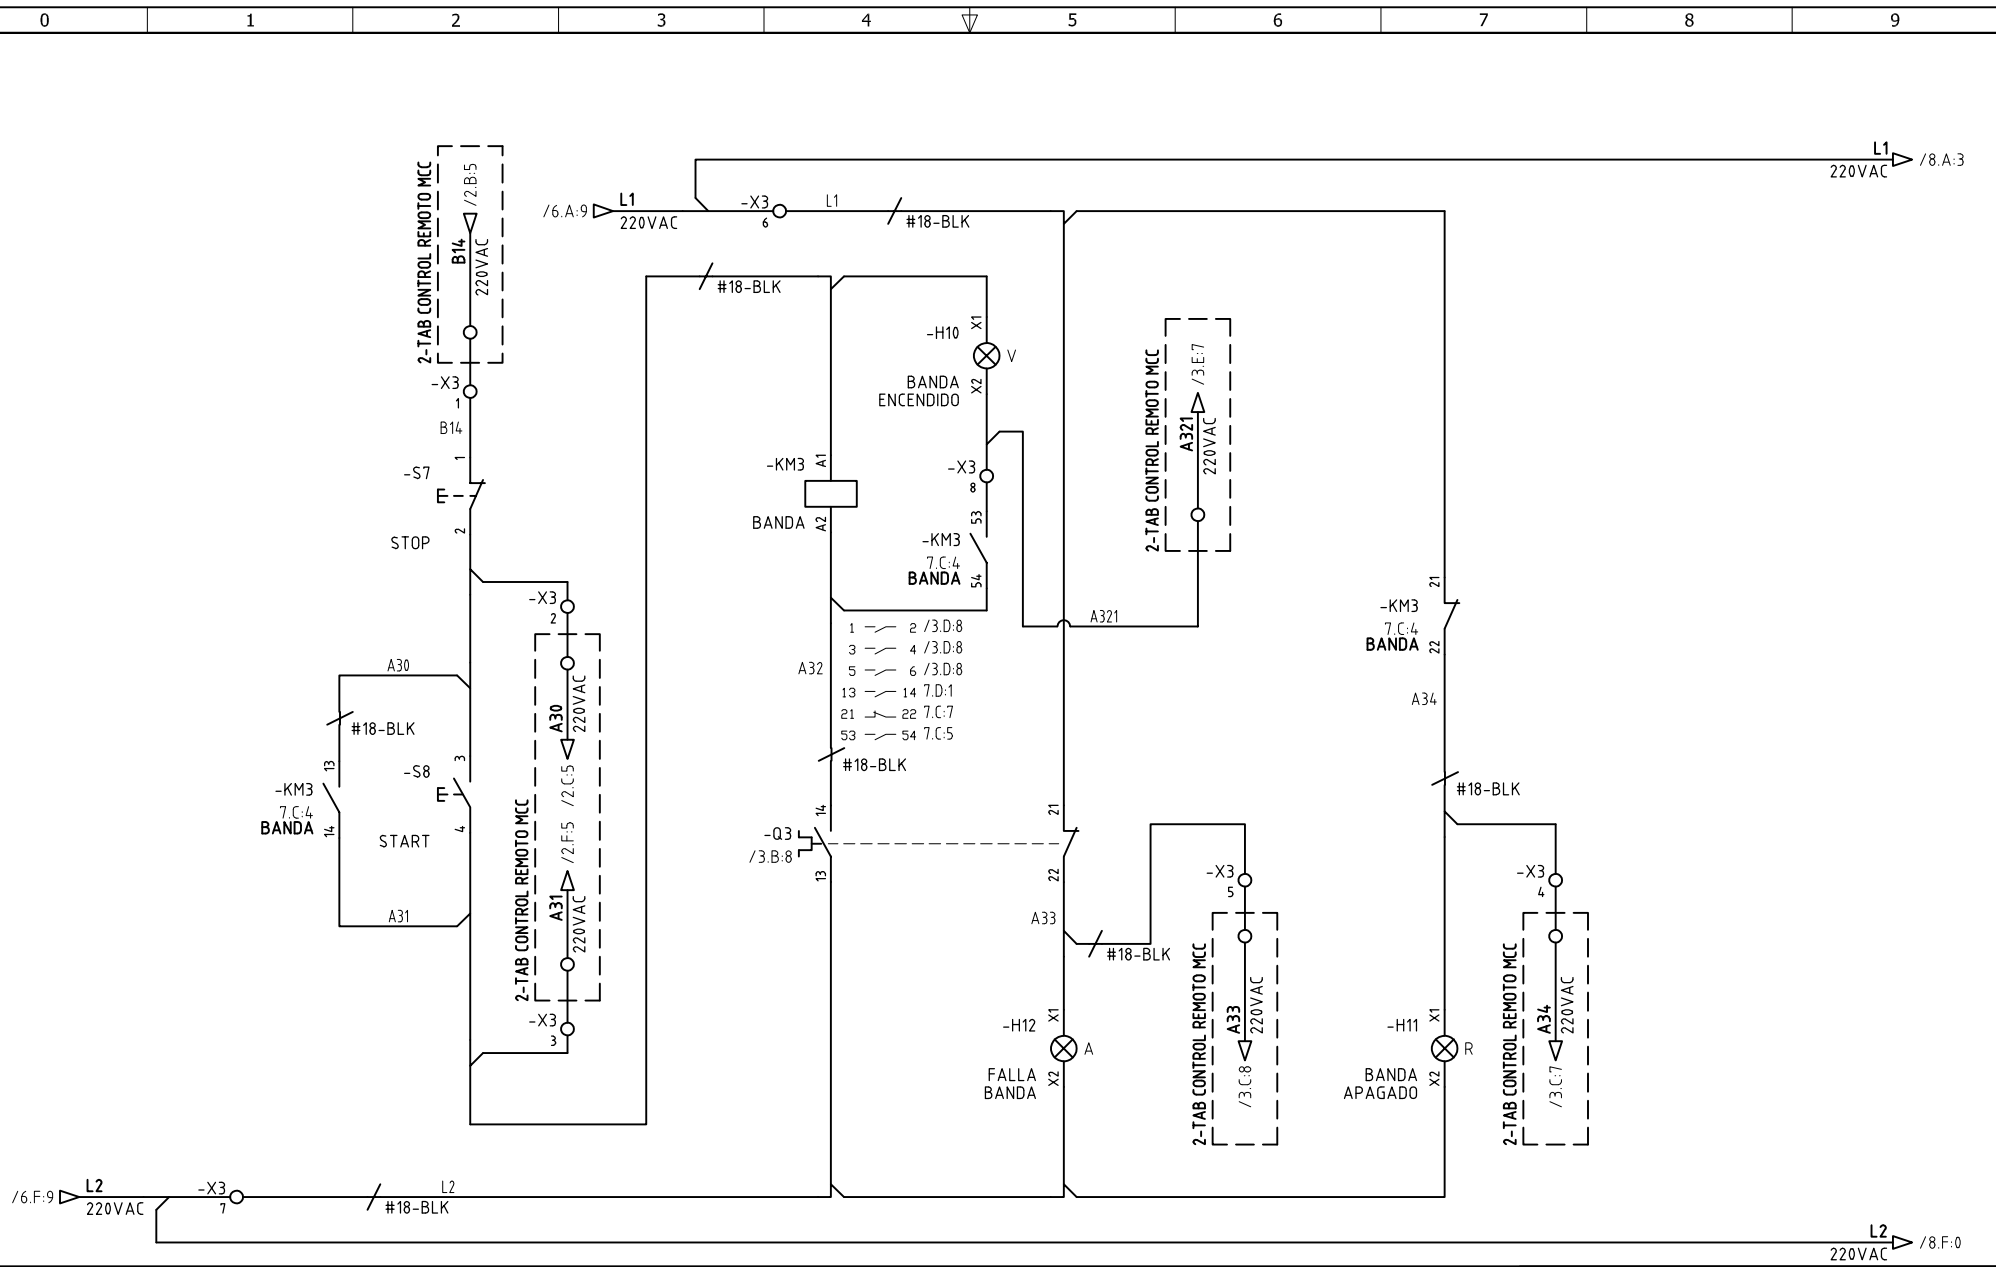 0 1 2 3 4 5 6 7 8 9
L1
220VAC
/8.A:3
/6.A:9
L1
220VAC
-X3
6
L1
#18-BLK
2-TAB CONTROL REMOTO MCC
B14
220VAC
/2.B:5
-X3
1
B14
1
-S7
2
STOP
-X3
2
2-TAB CONTROL REMOTO MCC
A30
220VAC
/2.C:5
/2.F:5
A31
220VAC
-X3
3
A30
#18-BLK
13
-KM3
7.C:4
BANDA
14
A31
3
-S8
4
START
#18-BLK
-H10
X1
V
BANDA
ENCENDIDO
X2
-KM3
A1
BANDA
A2
-X3
8
53
-KM3
7.C:4
BANDA
54
A321
2-TAB CONTROL REMOTO MCC
A321
220VAC
/3.E:7
1 2 /3.D:8
3 4 /3.D:8
5 6 /3.D:8
13 14 7.D:1
21 22 7.C:7
53 54 7.C:5
A32
#18-BLK
14
-Q3
/3.B:8
13
21
22
A33
#18-BLK
-X3
5
2-TAB CONTROL REMOTO MCC
A33
220VAC
/3.C:8
-H12
X1
A
FALLA
BANDA
X2
21
-KM3
7.C:4
BANDA
22
A34
#18-BLK
-X3
4
2-TAB CONTROL REMOTO MCC
A34
220VAC
/3.C:7
-H11
X1
R
BANDA
APAGADO
X2
/6.F:9
L2
220VAC
-X3
7
L2
#18-BLK
L2
220VAC
/8.F:0